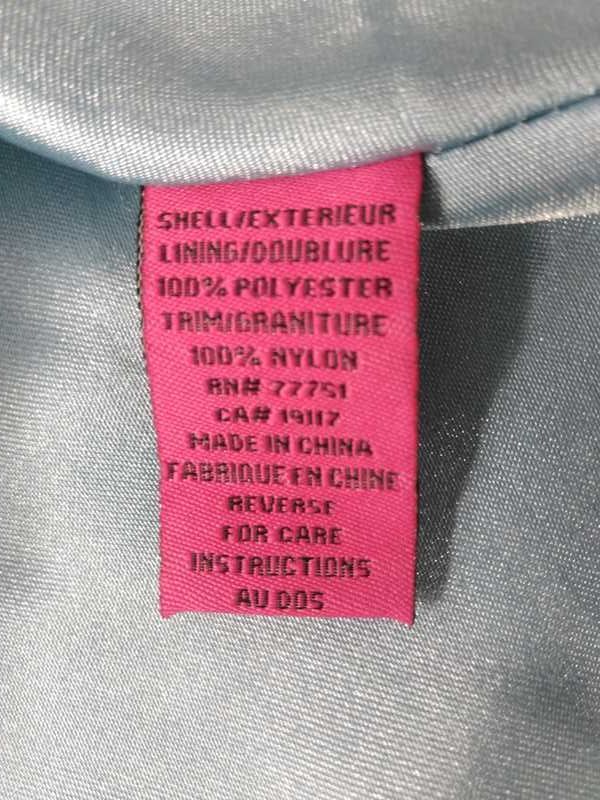 SHELL/EXTERIEUR
LINING/DOUBLURE
100% POLYESTER
TRIM/GRANITURE
100% NYLON
RN# 77751
CA# 19117
MADE IN CHINA
FABRIQUE EN CHINE
REVERSE
FOR CARE
INSTRUCTIONS
AU DOS